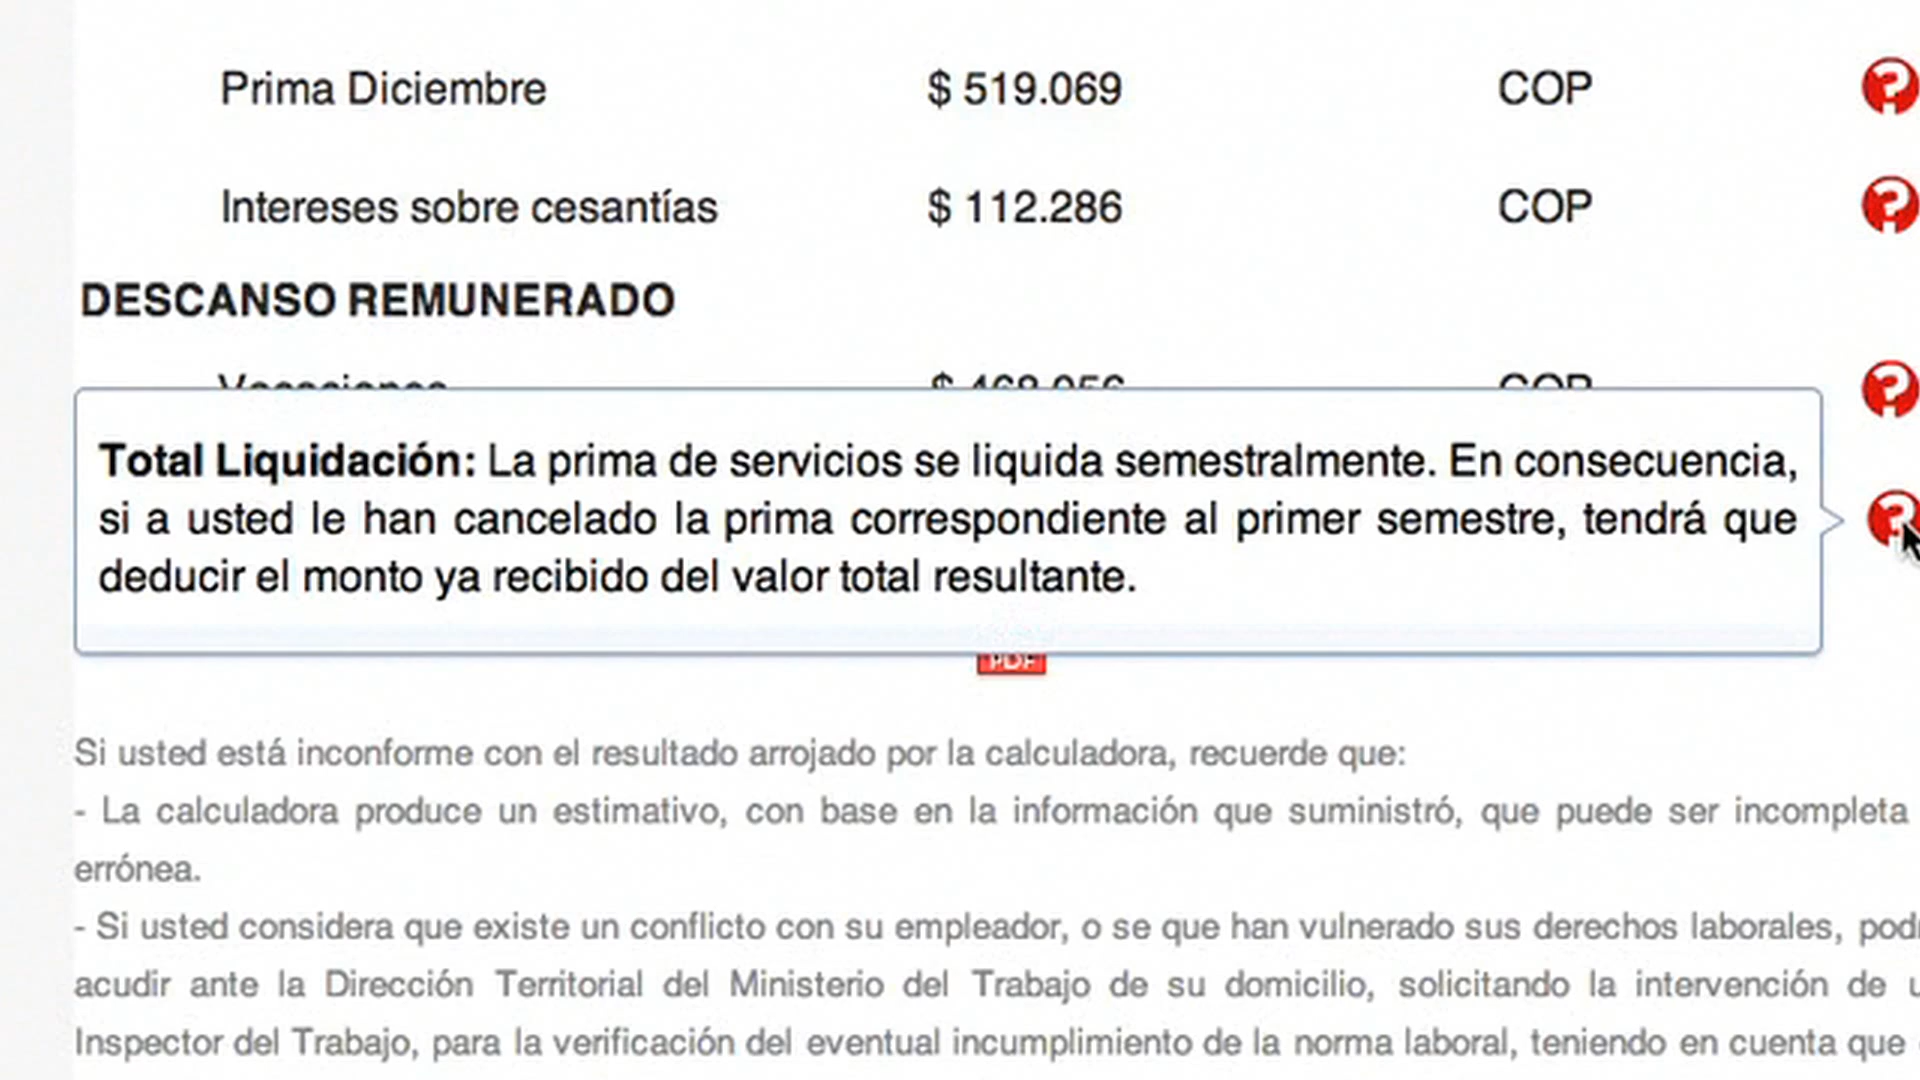 Prima Diciembre $ 519.069 COP ?
Intereses sobre cesantías $ 112.286 COP ?
DESCANSO REMUNERADO
Vacaciones $ 468.056 COP ?
Total Liquidación: La prima de servicios se liquida semestralmente. En consecuencia,
si a usted le han cancelado la prima correspondiente al primer semestre, tendrá que
deducir el monto ya recibido del valor total resultante.
?
PDF
Si usted está inconforme con el resultado arrojado por la calculadora, recuerde que:
- La calculadora produce un estimativo, con base en la información que suministró, que puede ser incompleta
errónea.
- Si usted considera que existe un conflicto con su empleador, o se que han vulnerado sus derechos laborales,
acudir ante la Dirección Territorial del Ministerio del Trabajo de su domicilio, solicitando la intervención de
Inspector del Trabajo, para la verificación del eventual incumplimiento de la norma laboral, teniendo en cuenta que